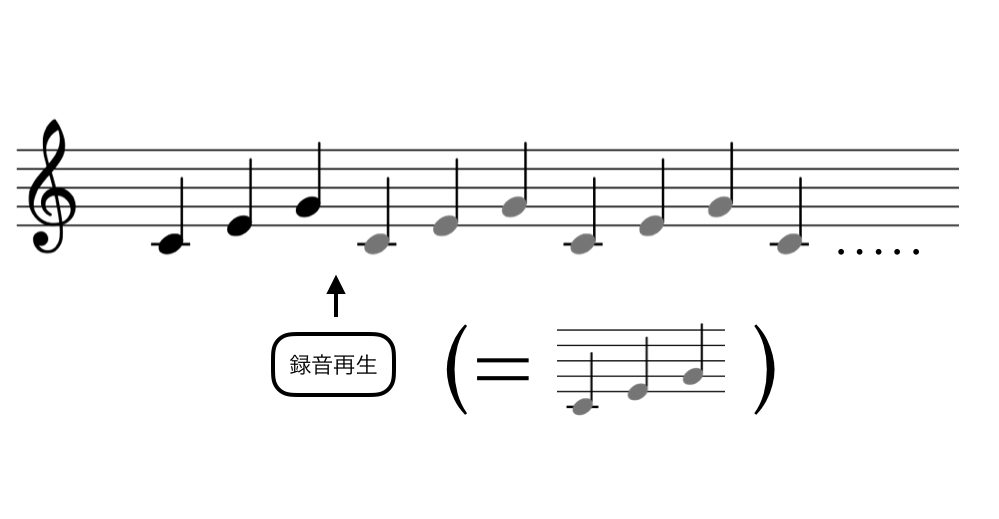 録音再生
( = )